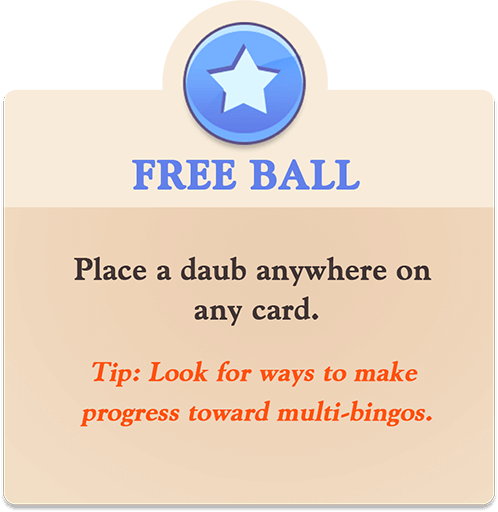 FREE BALL
Place a daub anywhere on
any card.
Tip: Look for ways to make
progress toward multi-bingos.